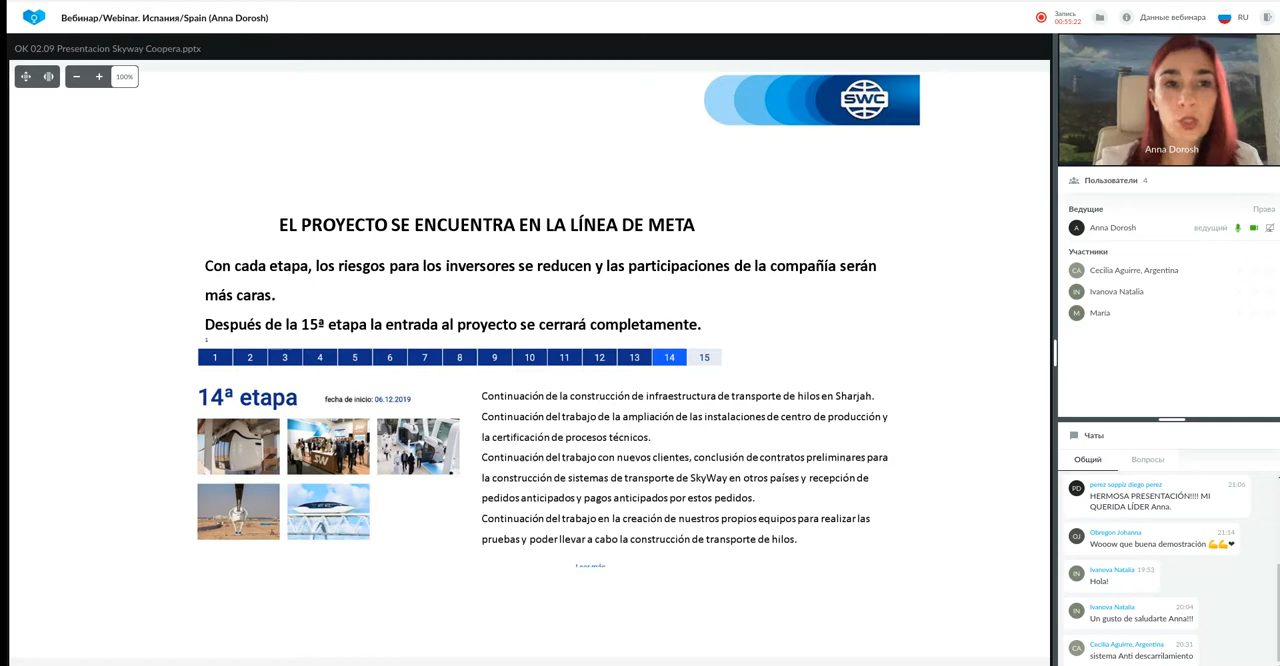 Вебинар/Webinar. Испания/Spain (Anna Dorosh)
Запись
00:55:22
Данные вебинара
RU
OK 02.09 Presentacion Skyway Coopera.pptx
100%
SWC
EL PROYECTO SE ENCUENTRA EN LA LÍNEA DE META
Con cada etapa, los riesgos para los inversores se reducen y las participaciones de la compañía serán
más caras.
Después de la 15ª etapa la entrada al proyecto se cerrará completamente.
1
1 2 3 4 5 6 7 8 9 10 11 12 13 14 15
14ª etapa
fecha de inicio: 06.12.2019
Continuación de la construcción de infraestructura de transporte de hilos en Sharjah.
Continuación del trabajo de la ampliación de las instalaciones de centro de producción y
la certificación de procesos técnicos.
Continuación del trabajo con nuevos clientes, conclusión de contratos preliminares para
la construcción de sistemas de transporte de SkyWay en otros países y recepción de
pedidos anticipados y pagos anticipados por estos pedidos.
Continuación del trabajo en la creación de nuestros propios equipos para realizar las
pruebas y poder llevar a cabo la construcción de transporte de hilos.
Leer más
Anna Dorosh
Пользователи 4
Ведущие
Права
A
Anna Dorosh
ведущий
Участники
CA
Cecilia Aguirre, Argentina
IN
Ivanova Natalia
M
María
Чаты
Общий
Вопросы
PD
perez soppiz diego perez
21:06
HERMOSA PRESENTACIÓN!!!! MI
QUERIDA LÍDER Anna.
OJ
Obregon Johanna
21:14
Wooow que buena demostración 💪💪❤
IN
Ivanova Natalia 19:53
Hola!
IN
Ivanova Natalia
20:04
Un gusto de saludarte Anna!!!
CA
Cecilia Aguirre, Argentina
20:31
sistema Anti descarrilamiento